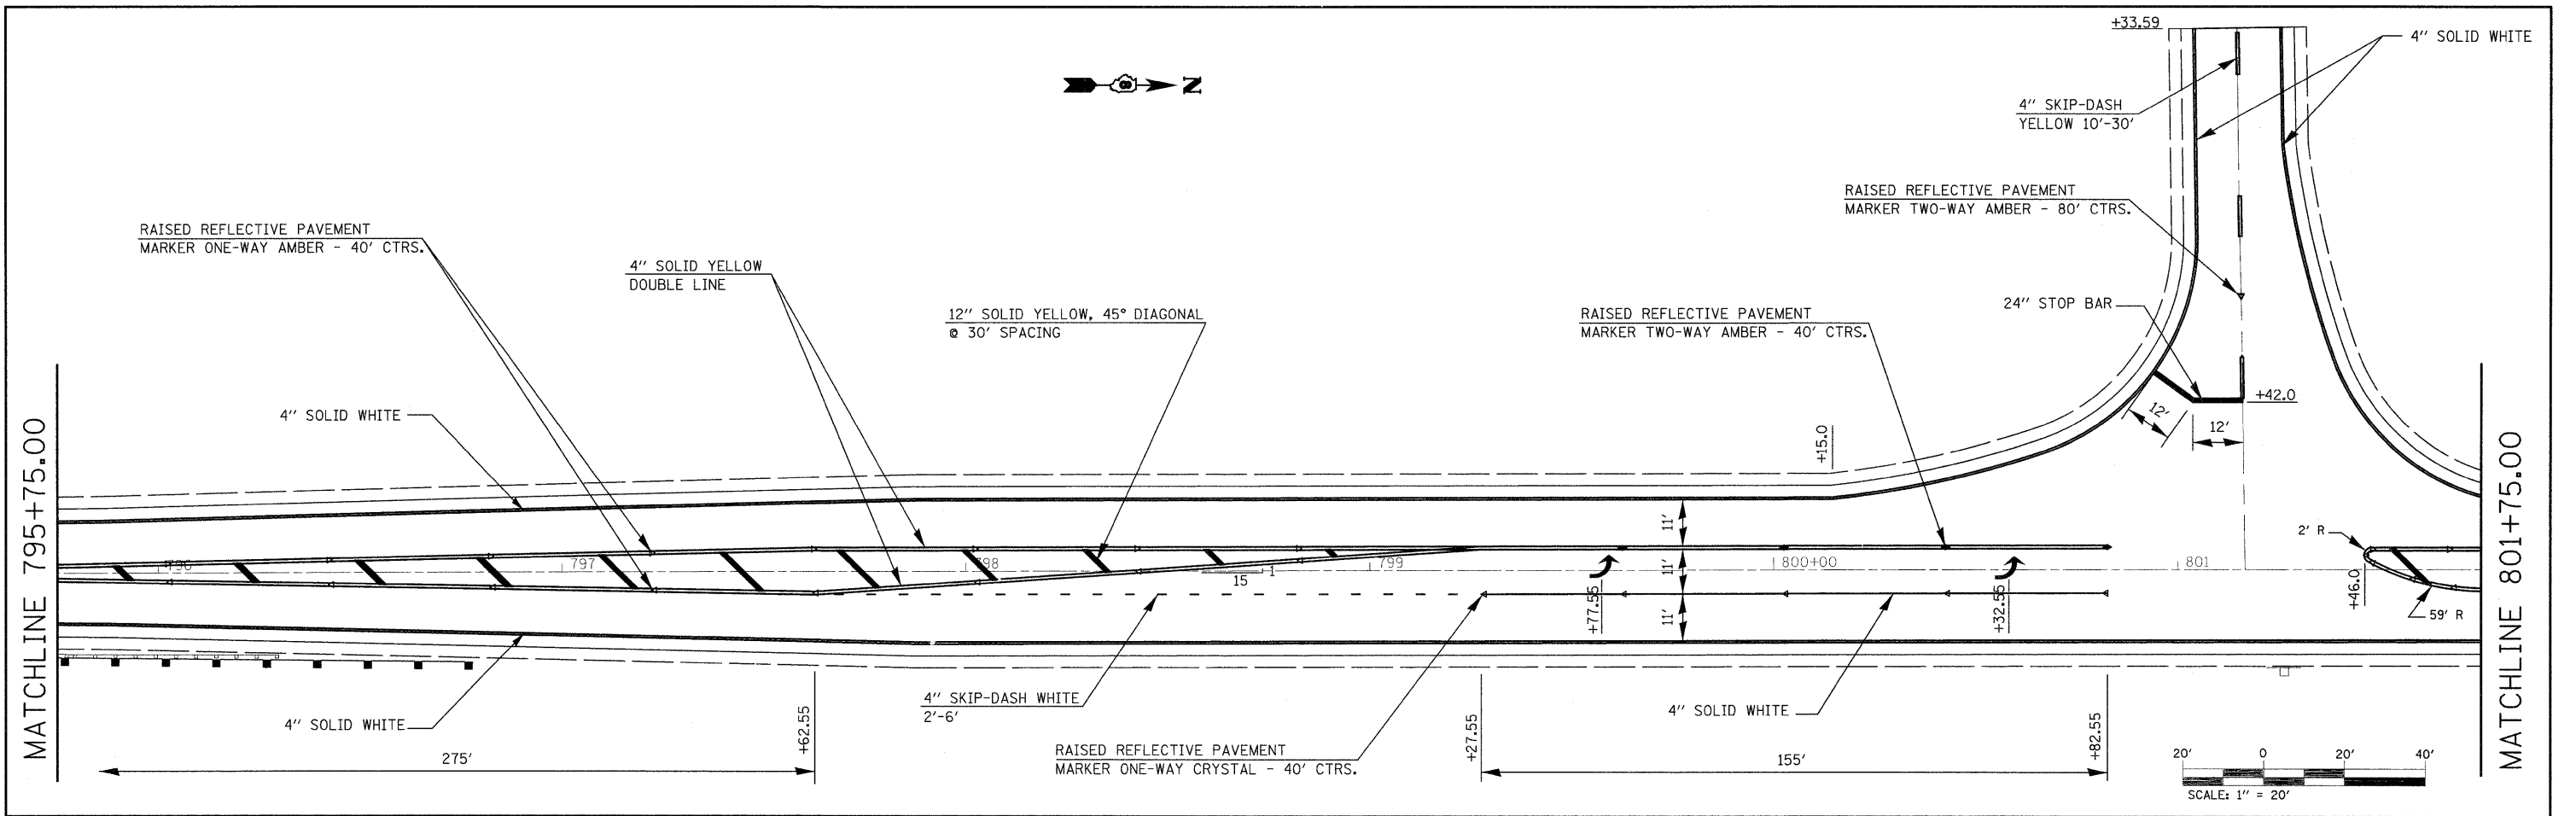 +33.59
4" SOLID WHITE
N
4" SKIP-DASH
YELLOW 10'-30'
RAISED REFLECTIVE PAVEMENT
MARKER TWO-WAY AMBER - 80' CTRS.
RAISED REFLECTIVE PAVEMENT
MARKER ONE-WAY AMBER - 40' CTRS.
4" SOLID YELLOW
DOUBLE LINE
12" SOLID YELLOW, 45° DIAGONAL
@ 30' SPACING
RAISED REFLECTIVE PAVEMENT
MARKER TWO-WAY AMBER - 40' CTRS.
24" STOP BAR
+42.0
12'
12'
4" SOLID WHITE
+15.0
MATCHLINE 795+75.00
MATCHLINE 801+75.00
11'
11'
11'
2' R
796
797
798
799
800+00
801
15
1
+77.55
+32.55
+46.0
59' R
4" SKIP-DASH WHITE
2'-6'
4" SOLID WHITE
4" SOLID WHITE
+62.55
+27.55
+82.55
RAISED REFLECTIVE PAVEMENT
MARKER ONE-WAY CRYSTAL - 40' CTRS.
275'
155'
20' 0 20' 40'
SCALE: 1" = 20'